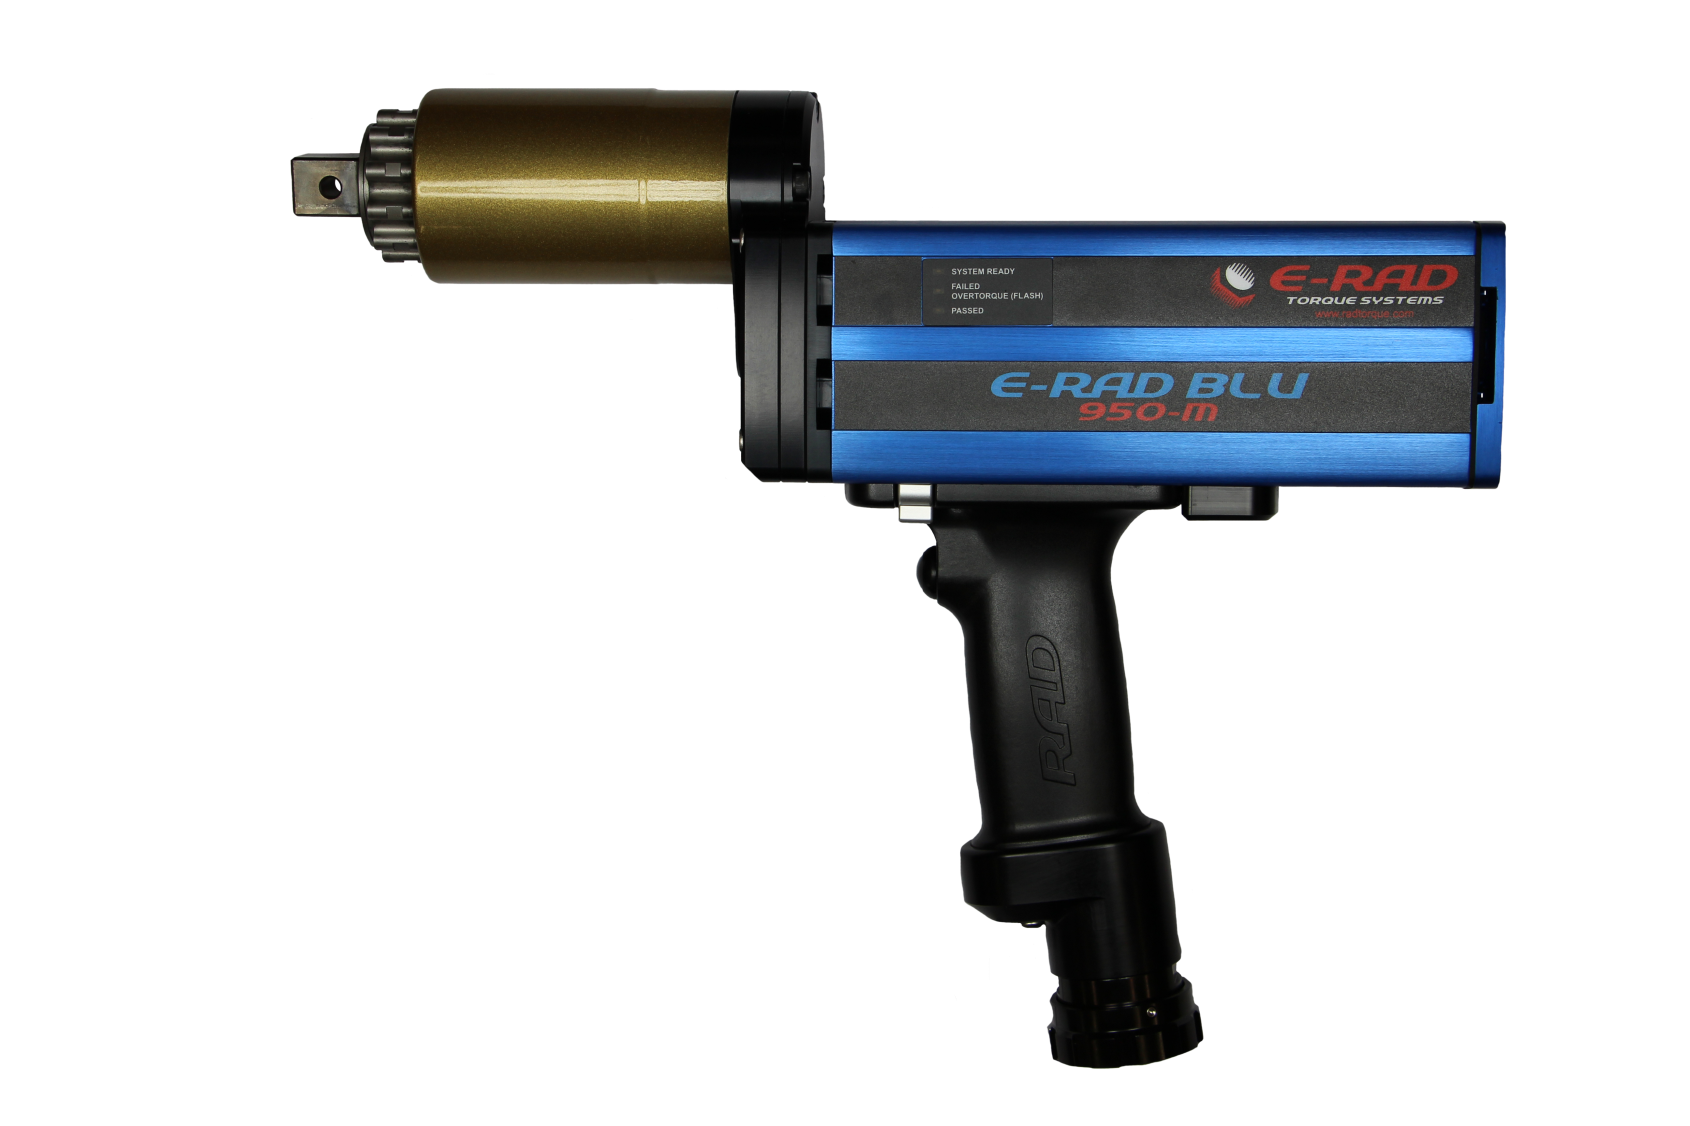 SYSTEM READY
FAILED
OVERTORQUE (FLASH)
PASSED
E-RAD
TORQUE SYSTEMS
www.radtorque.com
E-RAD BLU
950-M
RAD